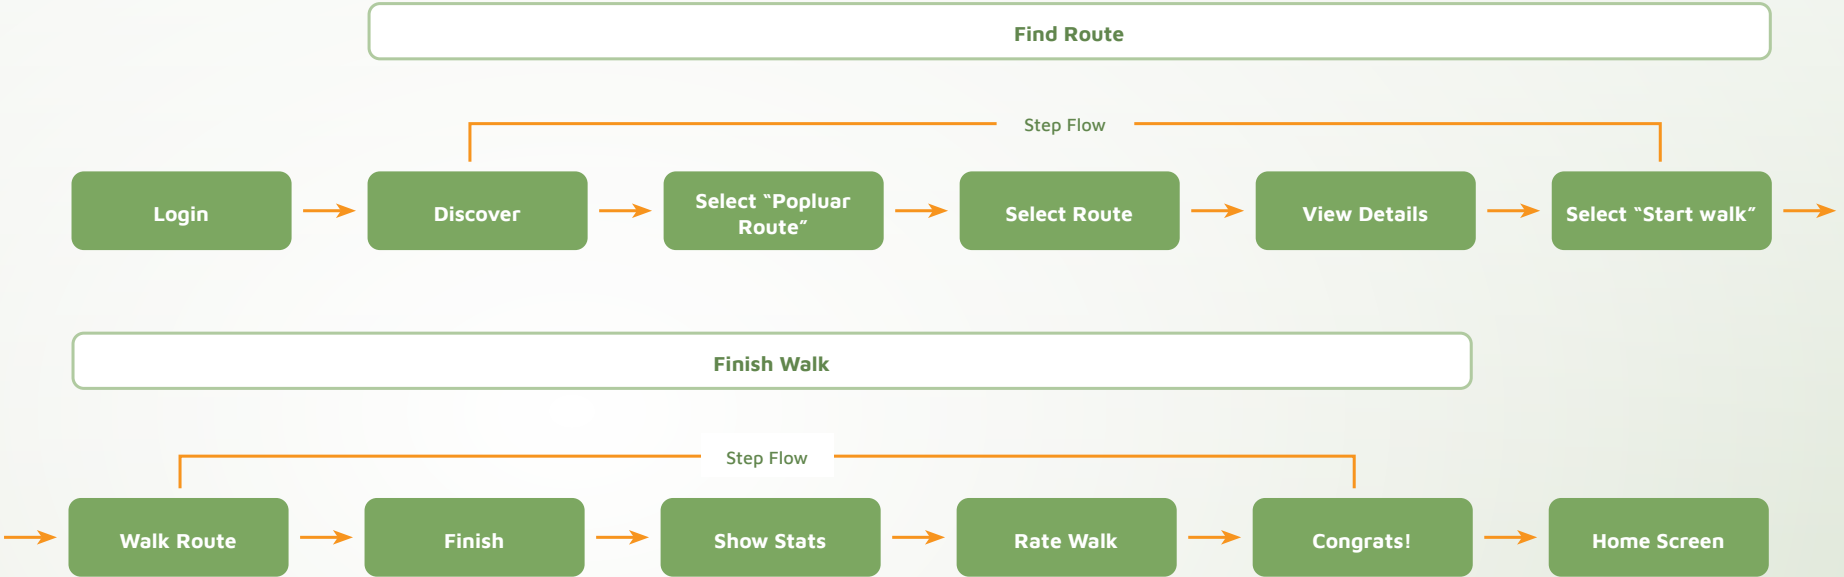 Find Route
Step Flow
Login
Discover
Select “Popluar
Route”
Select Route
View Details
Select “Start walk”
Finish Walk
Step Flow
Walk Route
Finish
Show Stats
Rate Walk
Congrats!
Home Screen